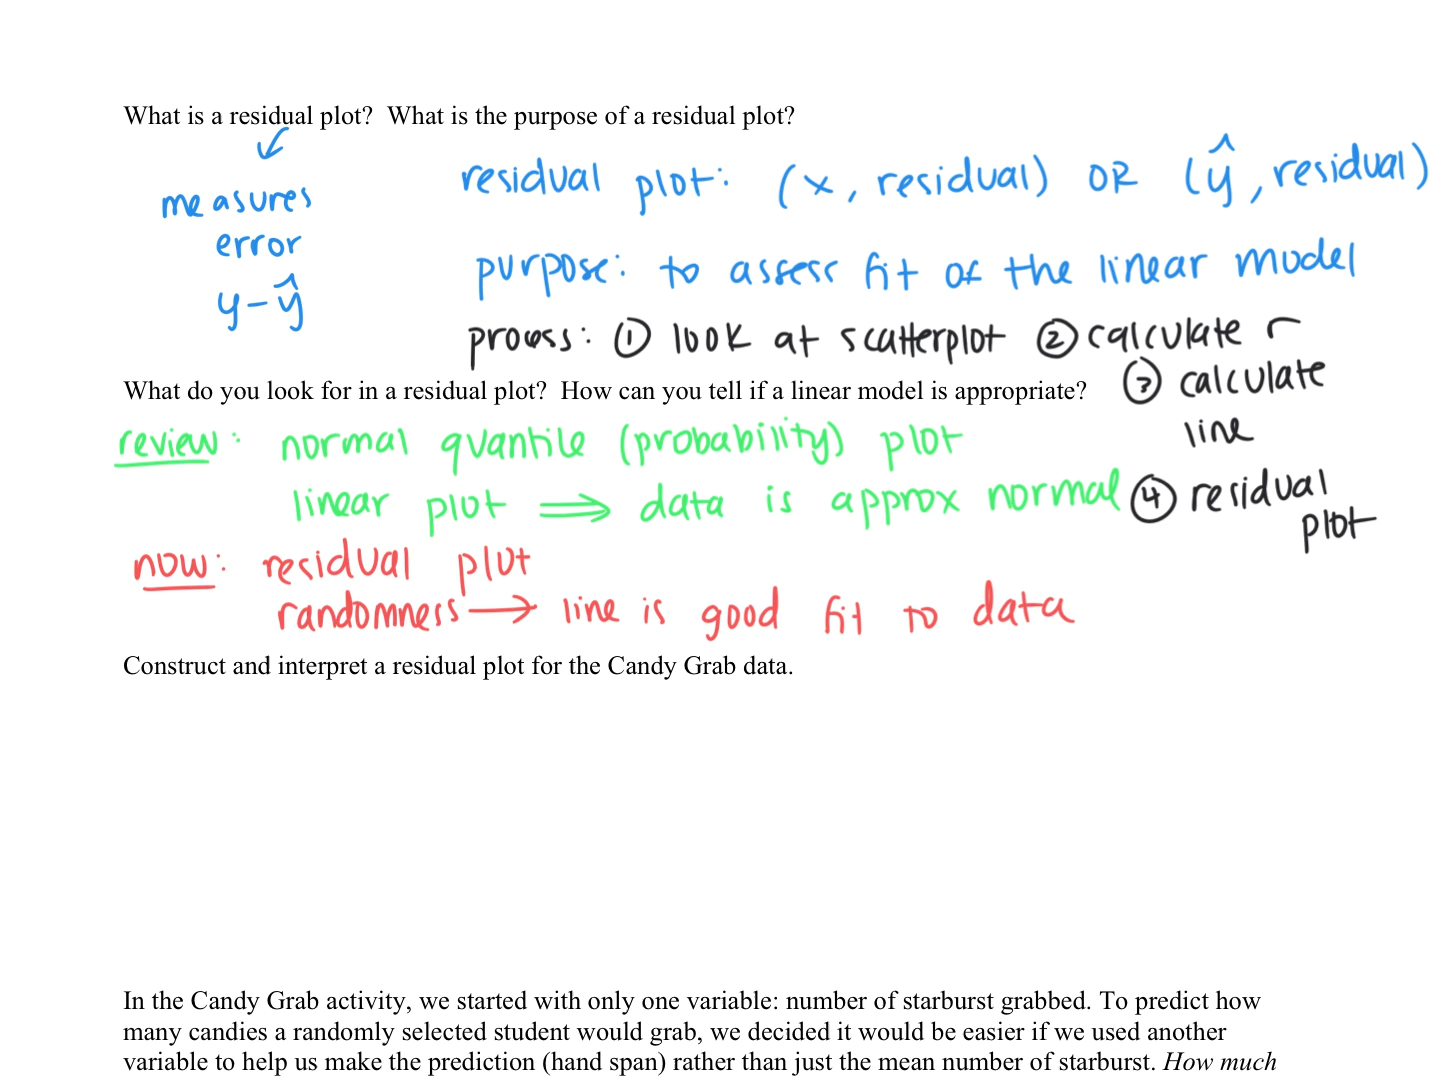 What is a residual plot?  What is the purpose of a residual plot?
measures
error
y-ŷ
residual plot: (x, residual) OR (ŷ, residual)
purpose: to assess fit of the linear model
process: ① look at scatterplot ② calculate r
③ calculate
line
④ residual
plot
What do you look for in a residual plot?  How can you tell if a linear model is appropriate?
review: normal quantile (probability) plot
linear plot ⟹ data is approx normal
now: residual plot
randomness → line is good fit to data
Construct and interpret a residual plot for the Candy Grab data.
In the Candy Grab activity, we started with only one variable: number of starburst grabbed. To predict how
many candies a randomly selected student would grab, we decided it would be easier if we used another
variable to help us make the prediction (hand span) rather than just the mean number of starburst. How much